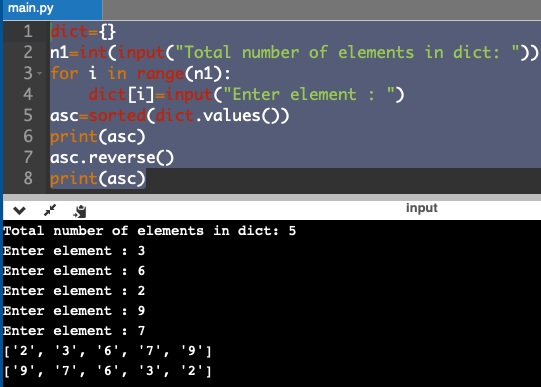 main.py
1 dict={}
2 n1=int(input("Total number of elements in dict: "))
3 for i in range(n1):
4     dict[i]=input("Enter element : ")
5 asc=sorted(dict.values())
6 print(asc)
7 asc.reverse()
8 print(asc)
input
Total number of elements in dict: 5
Enter element : 3
Enter element : 6
Enter element : 2
Enter element : 9
Enter element : 7
['2', '3', '6', '7', '9']
['9', '7', '6', '3', '2']